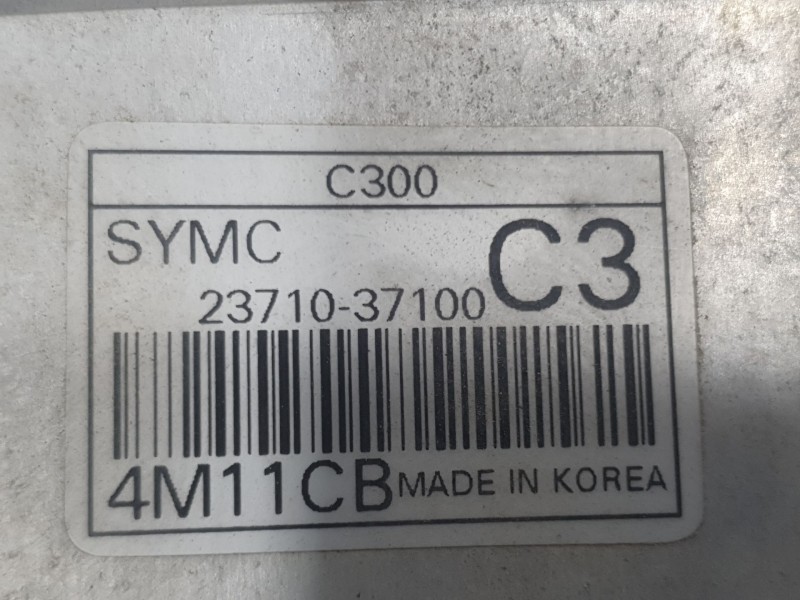 C300
SYMC
C3
23710-37100
4M11CB MADE IN KOREA